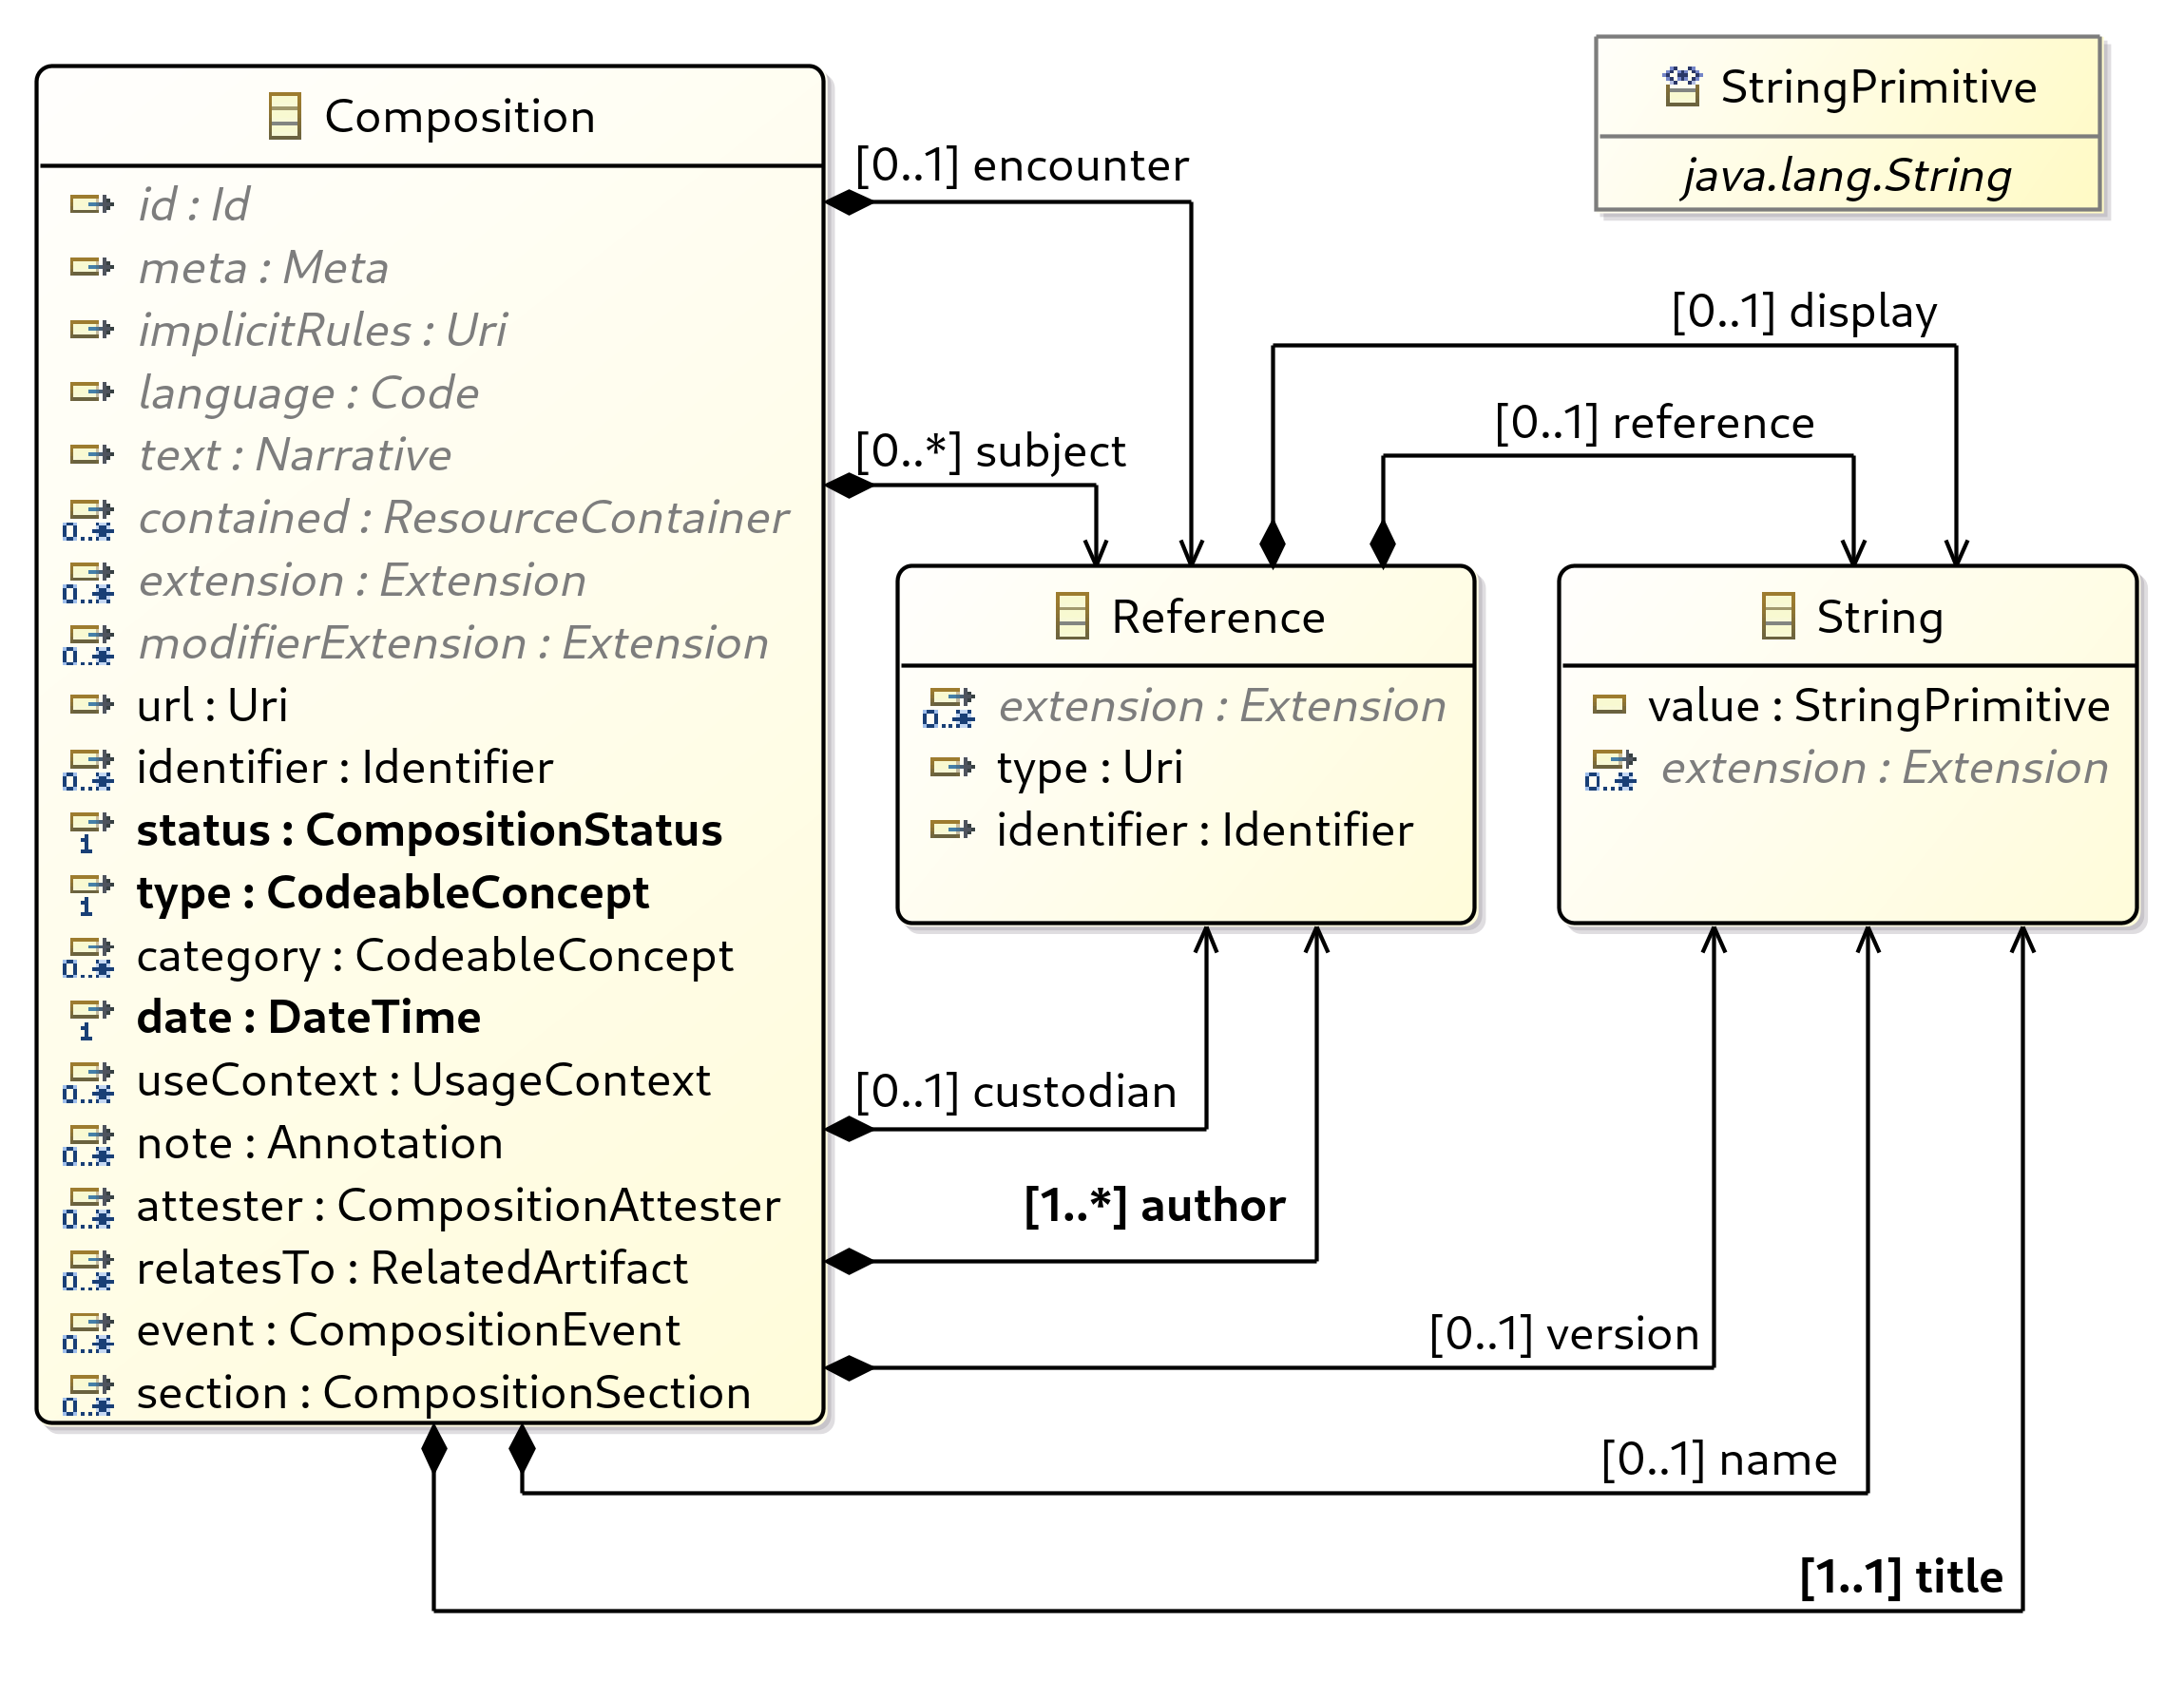 Composition
id : Id
meta : Meta
implicitRules : Uri
language : Code
text : Narrative
0..* contained : ResourceContainer
0..* extension : Extension
0..* modifierExtension : Extension
url : Uri
0..* identifier : Identifier
1 status : CompositionStatus
1 type : CodeableConcept
0..* category : CodeableConcept
1 date : DateTime
0..* useContext : UsageContext
0..* note : Annotation
0..* attester : CompositionAttester
0..* relatesTo : RelatedArtifact
0..* event : CompositionEvent
0..* section : CompositionSection
[0..1] encounter
[0..*] subject
StringPrimitive
java.lang.String
[0..1] display
[0..1] reference
Reference
0..* extension : Extension
type : Uri
identifier : Identifier
String
value : StringPrimitive
0..* extension : Extension
[0..1] custodian
[1..*] author
[0..1] version
[0..1] name
[1..1] title